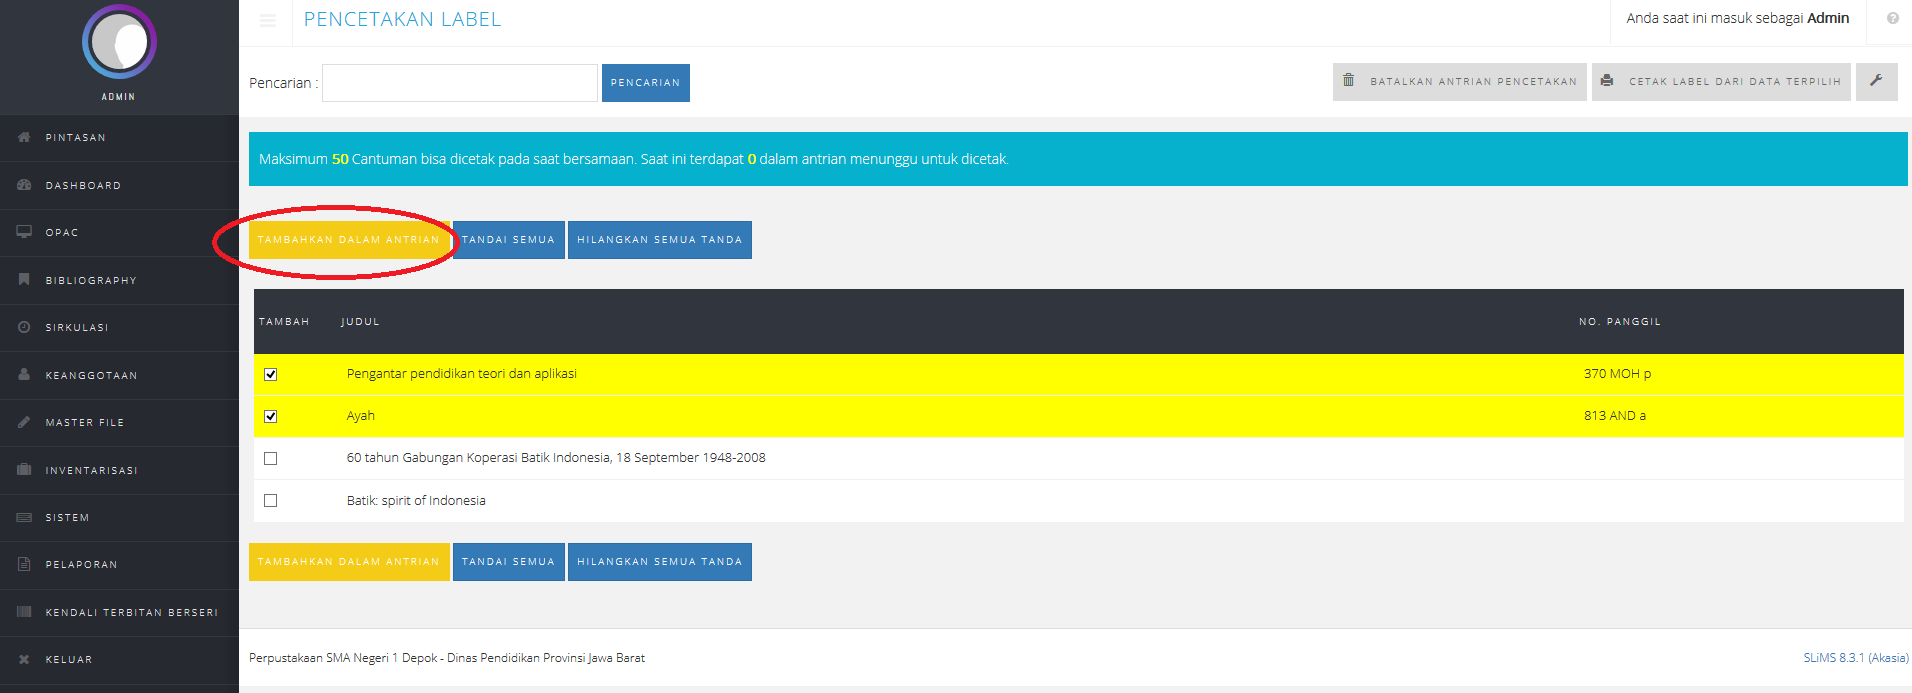 PENCETAKAN LABEL
Anda saat ini masuk sebagai Admin
ADMIN
PINTASAN
DASHBOARD
OPAC
BIBLIOGRAPHY
SIRKULASI
KEANGGOTAAN
MASTER FILE
INVENTARISASI
SISTEM
PELAPORAN
KENDALI TERBITAN BERSERI
KELUAR
Pencarian : PENCARIAN
BATALKAN ANTRIAN PENCETAKAN CETAK LABEL DARI DATA TERPILIH
Maksimum 50 Cantuman bisa dicetak pada saat bersamaan. Saat ini terdapat 0 dalam antrian menunggu untuk dicetak.
TAMBAHKAN DALAM ANTRIAN TANDAI SEMUA HILANGKAN SEMUA TANDA
TAMBAH JUDUL NO. PANGGIL
Pengantar pendidikan teori dan aplikasi 370 MOH p
Ayah 813 AND a
60 tahun Gabungan Koperasi Batik Indonesia, 18 September 1948-2008
Batik: spirit of Indonesia
TAMBAHKAN DALAM ANTRIAN TANDAI SEMUA HILANGKAN SEMUA TANDA
Perpustakaan SMA Negeri 1 Depok - Dinas Pendidikan Provinsi Jawa Barat SLiMS 8.3.1 (Akasia)